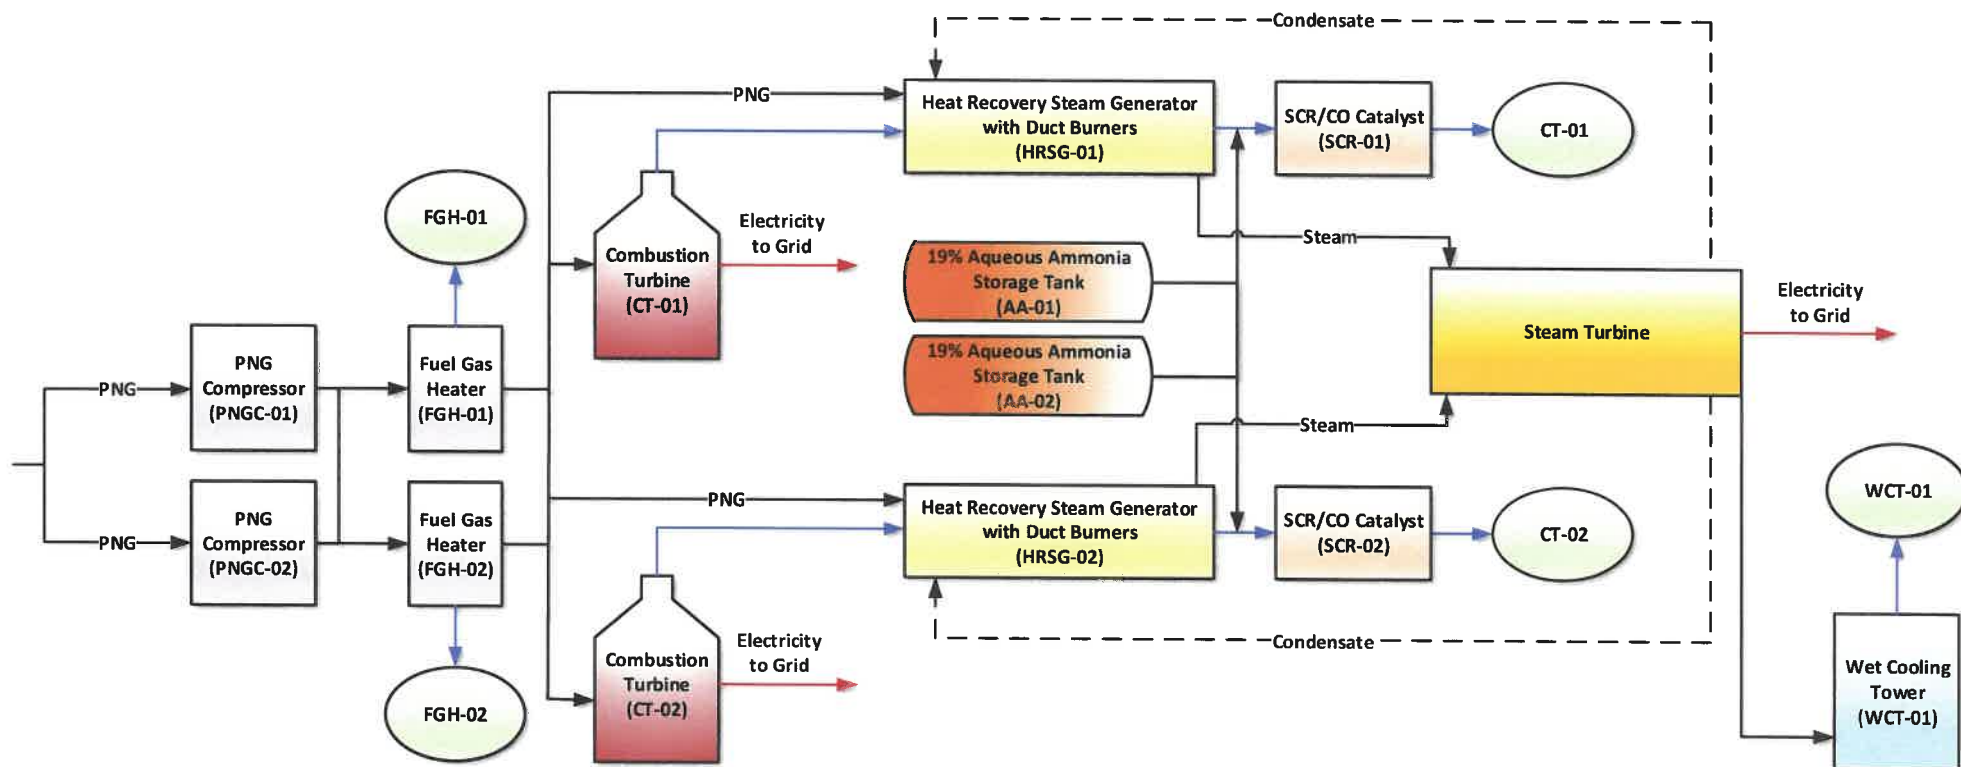 Condensate
PNG
Heat Recovery Steam Generator
with Duct Burners
(HRSG-01)
SCR/CO Catalyst
(SCR-01)
CT-01
FGH-01
Combustion
Turbine
(CT-01)
Electricity
to Grid
19% Aqueous Ammonia
Storage Tank
(AA-01)
Steam
Steam Turbine
Electricity
to Grid
PNG
PNG
Compressor
(PNGC-01)
Fuel Gas
Heater
(FGH-01)
19% Aqueous Ammonia
Storage Tank
(AA-02)
Steam
PNG
PNG
Compressor
(PNGC-02)
Fuel Gas
Heater
(FGH-02)
PNG
Heat Recovery Steam Generator
with Duct Burners
(HRSG-02)
SCR/CO Catalyst
(SCR-02)
CT-02
WCT-01
FGH-02
Combustion
Turbine
(CT-02)
Electricity
to Grid
Condensate
Wet Cooling
Tower
(WCT-01)